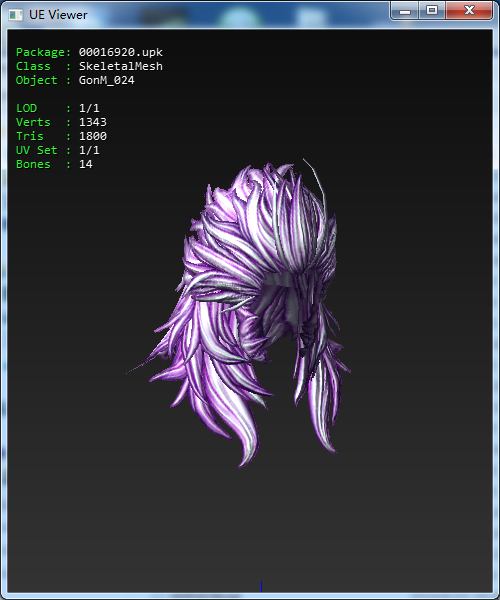 UE Viewer
Package: 00016920.upk
Class : SkeletalMesh
Object : GonM_024
LOD : 1/1
Verts : 1343
Tris : 1800
UV Set : 1/1
Bones : 14